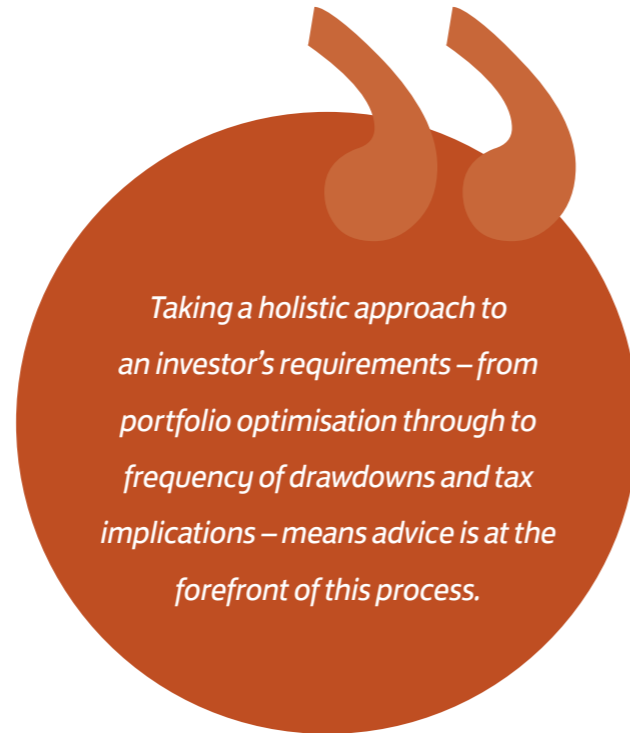 Taking a holistic approach to
an investor’s requirements – from
portfolio optimisation through to
frequency of drawdowns and tax
implications – means advice is at the
forefront of this process.